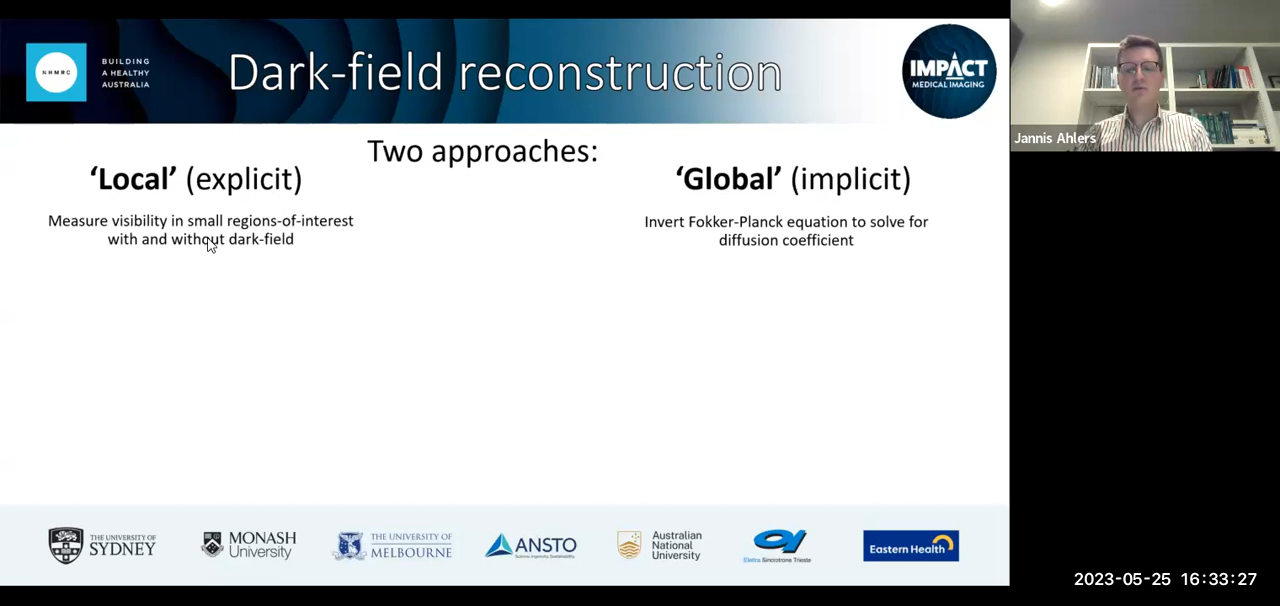 NHMRC
BUILDING
A HEALTHY
AUSTRALIA
Dark-field reconstruction
IMPACT
MEDICAL IMAGING
Jannis Ahlers
Two approaches:
‘Local’ (explicit)
Measure visibility in small regions-of-interest
with and without dark-field
‘Global’ (implicit)
Invert Fokker-Planck equation to solve for
diffusion coefficient
THE UNIVERSITY OF
SYDNEY
MONASH
University
THE UNIVERSITY OF
MELBOURNE
ANSTO
Science. Ingenuity. Sustainability.
Australian
National
University
Elettra Sincrotrone Trieste
Eastern Health
2023-05-25 16:33:27